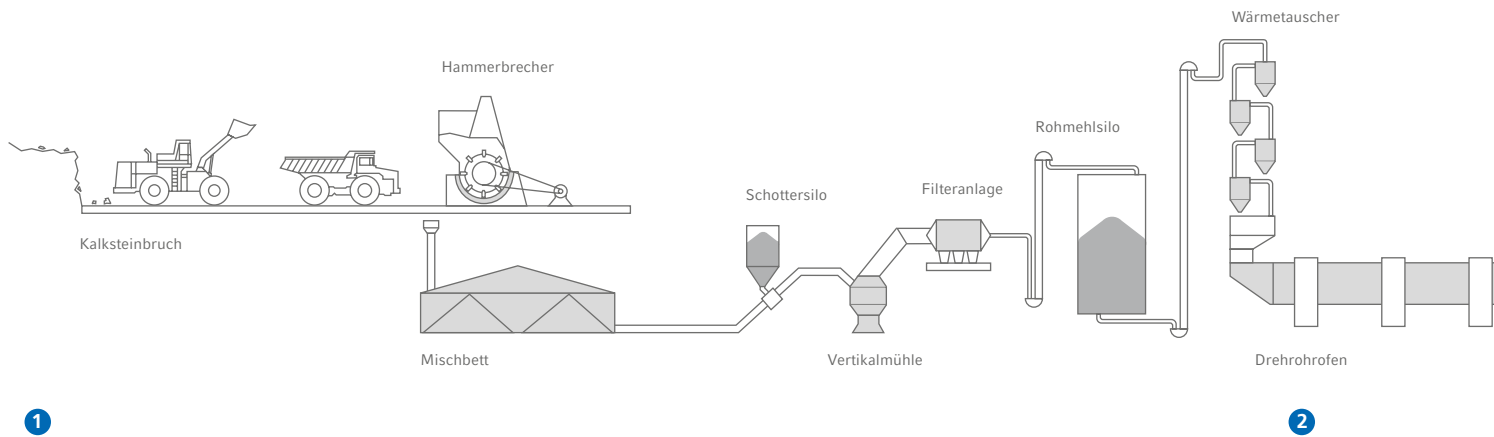 Wärmetauscher
Hammerbrecher
Rohmehlsilo
Schottersilo
Filteranlage
Kalksteinbruch
Mischbett
Vertikalmühle
Drehrohrofen
1
2